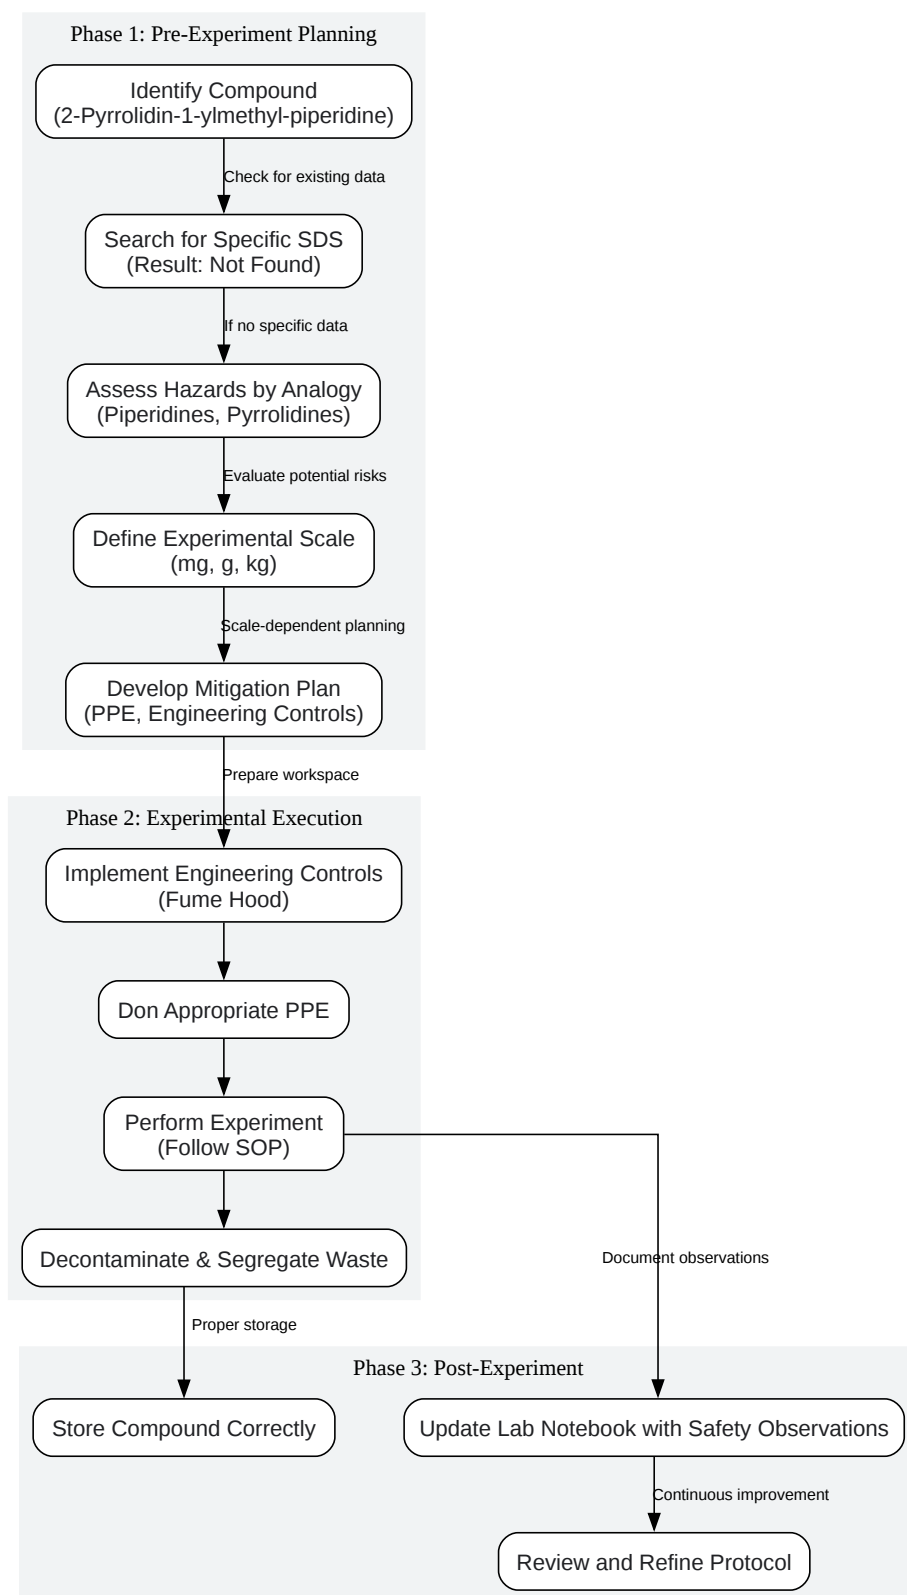 Phase 1: Pre-Experiment Planning
Identify Compound
(2-Pyrrolidin-1-ylmethyl-piperidine)
Check for existing data
Search for Specific SDS
(Result: Not Found)
If no specific data
Assess Hazards by Analogy
(Piperidines, Pyrrolidines)
Evaluate potential risks
Define Experimental Scale
(mg, g, kg)
Scale-dependent planning
Develop Mitigation Plan
(PPE, Engineering Controls)
Prepare workspace
Phase 2: Experimental Execution
Implement Engineering Controls
(Fume Hood)
Don Appropriate PPE
Perform Experiment
(Follow SOP)
Decontaminate & Segregate Waste
Document observations
Proper storage
Phase 3: Post-Experiment
Store Compound Correctly
Update Lab Notebook with Safety Observations
Continuous improvement
Review and Refine Protocol